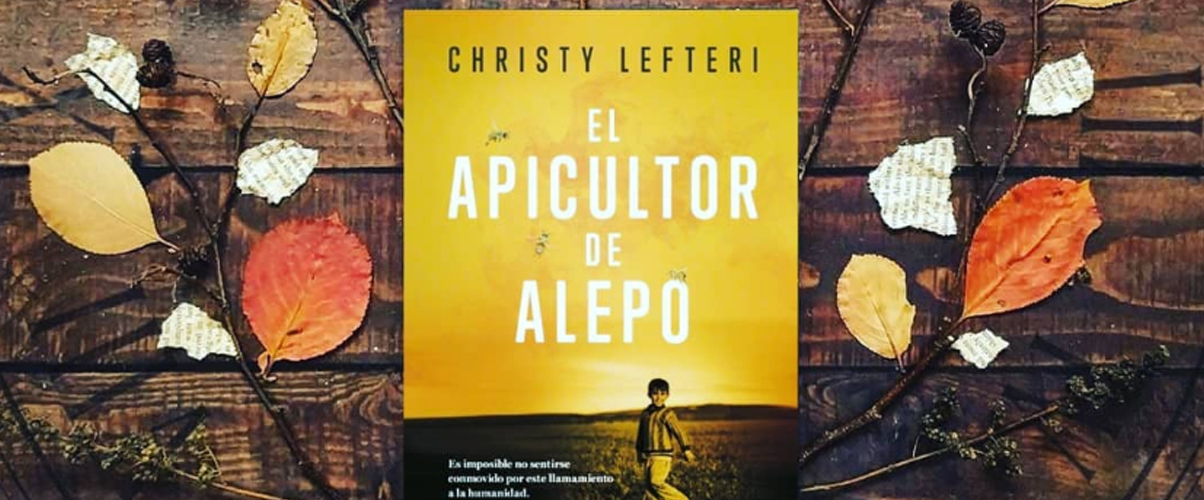 CHRISTY LEFTERI
EL
APICULTOR
DE
ALEPO
Es imposible no sentirse
conmovido por este llamamiento
a la humanidad.